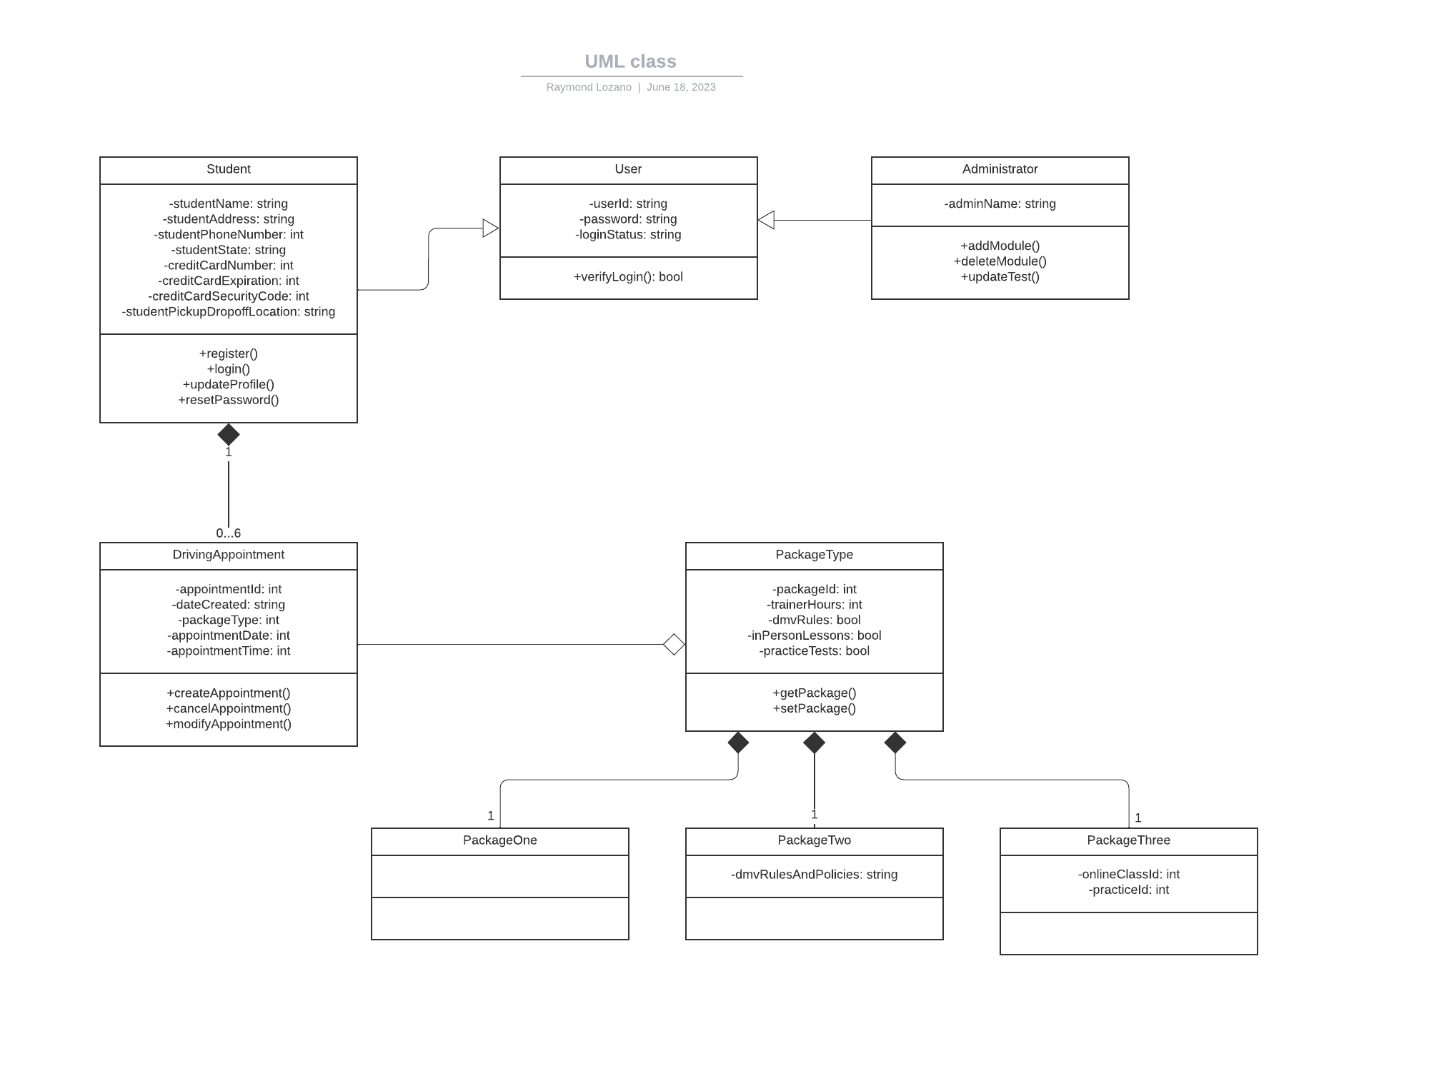 UML class
Raymond Lozano | June 18, 2023
Student
-studentName: string
-studentAddress: string
-studentPhoneNumber: int
-studentState: string
-creditCardNumber: int
-creditCardExpiration: int
-creditCardSecurityCode: int
-studentPickupDropoffLocation: string
+register()
+login()
+updateProfile()
+resetPassword()
User
-userId: string
-password: string
-loginStatus: string
+verifyLogin(): bool
Administrator
-adminName: string
+addModule()
+deleteModule()
+updateTest()
1
0...6
DrivingAppointment
-appointmentId: int
-dateCreated: string
-packageType: int
-appointmentDate: int
-appointmentTime: int
+createAppointment()
+cancelAppointment()
+modifyAppointment()
PackageType
-packageId: int
-trainerHours: int
-dmvRules: bool
-inPersonLessons: bool
-practiceTests: bool
+getPackage()
+setPackage()
1
PackageOne
1
PackageTwo
-dmvRulesAndPolicies: string
1
PackageThree
-onlineClassId: int
-practiceId: int